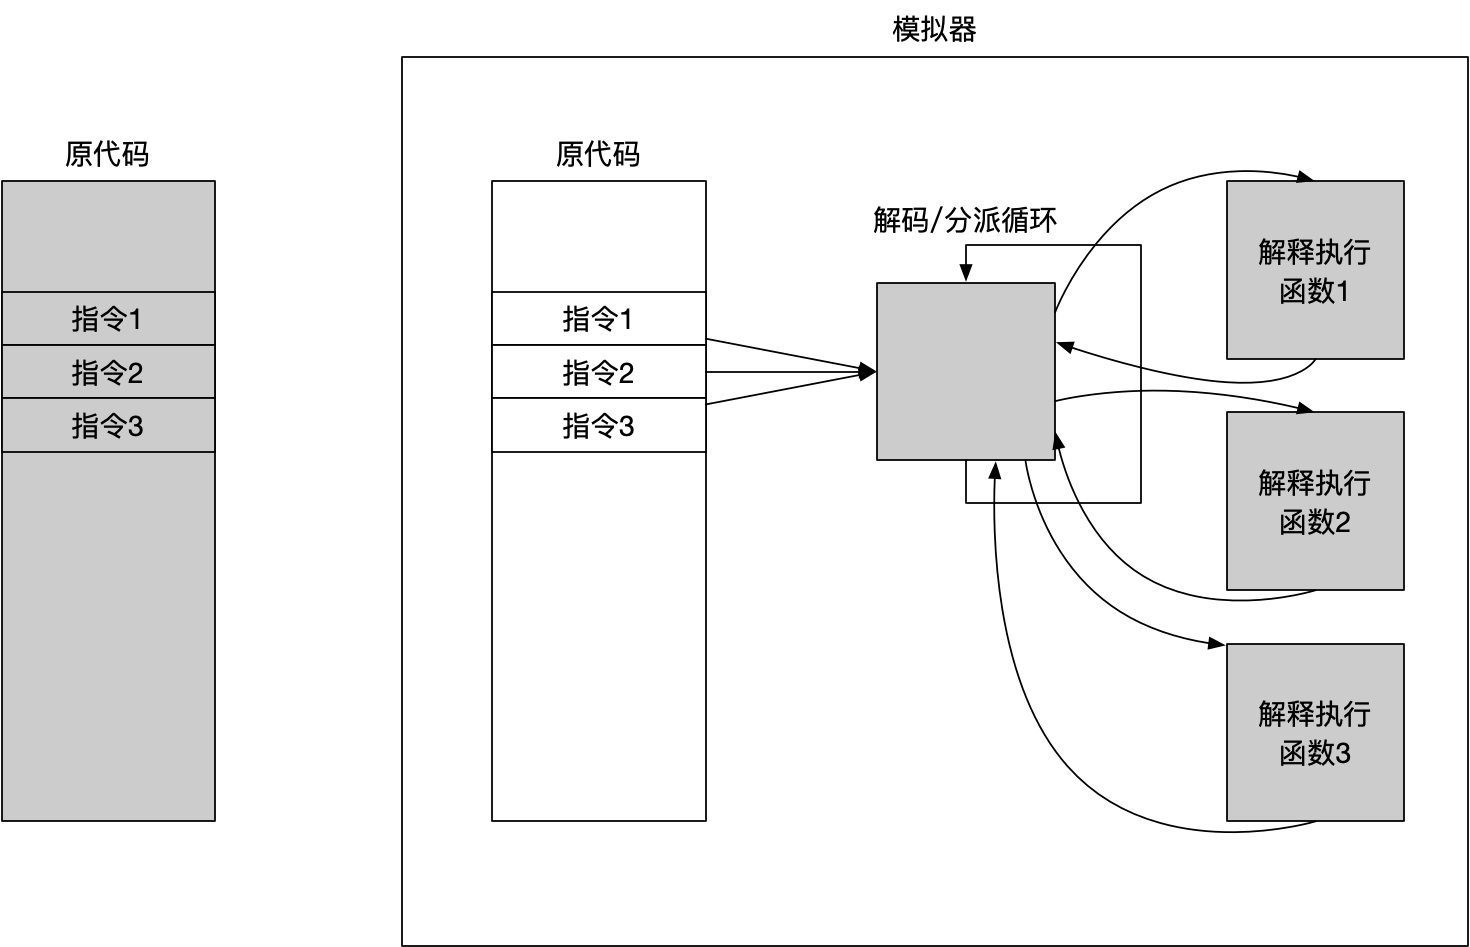 模拟器
原代码
指令1
指令2
指令3
原代码
指令1
指令2
指令3
解码/分派循环
解释执行
函数1
解释执行
函数2
解释执行
函数3